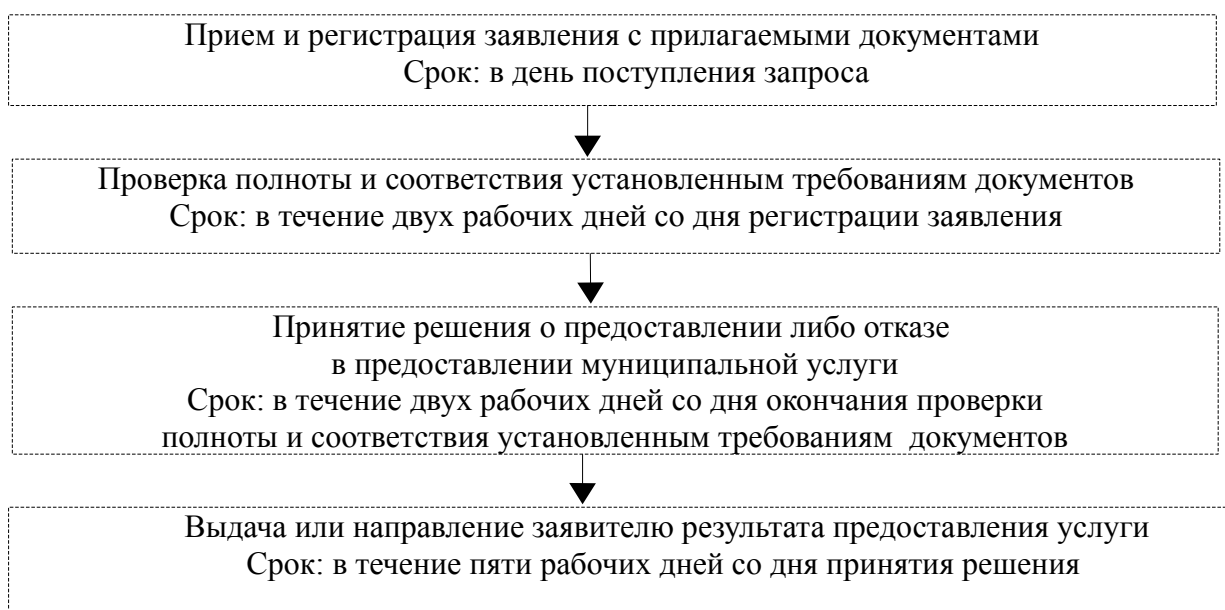 Прием и регистрация заявления с прилагаемыми документами
Срок: в день поступления запроса
Проверка полноты и соответствия установленным требованиям документов
Срок: в течение двух рабочих дней со дня регистрации заявления
Принятие решения о предоставлении либо отказе
в предоставлении муниципальной услуги
Срок: в течение двух рабочих дней со дня окончания проверки
полноты и соответствия установленным требованиям документов
Выдача или направление заявителю результата предоставления услуги
Срок: в течение пяти рабочих дней со дня принятия решения